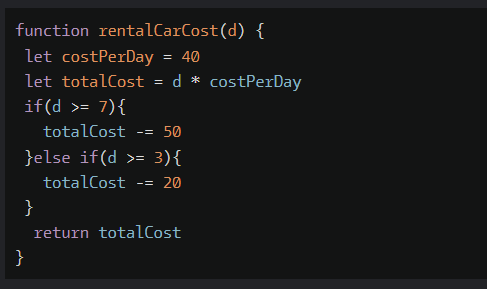 function rentalCarCost(d) {
 let costPerDay = 40
 let totalCost = d * costPerDay
 if(d >= 7){
   totalCost -= 50
 }else if(d >= 3){
   totalCost -= 20
 }
  return totalCost
}